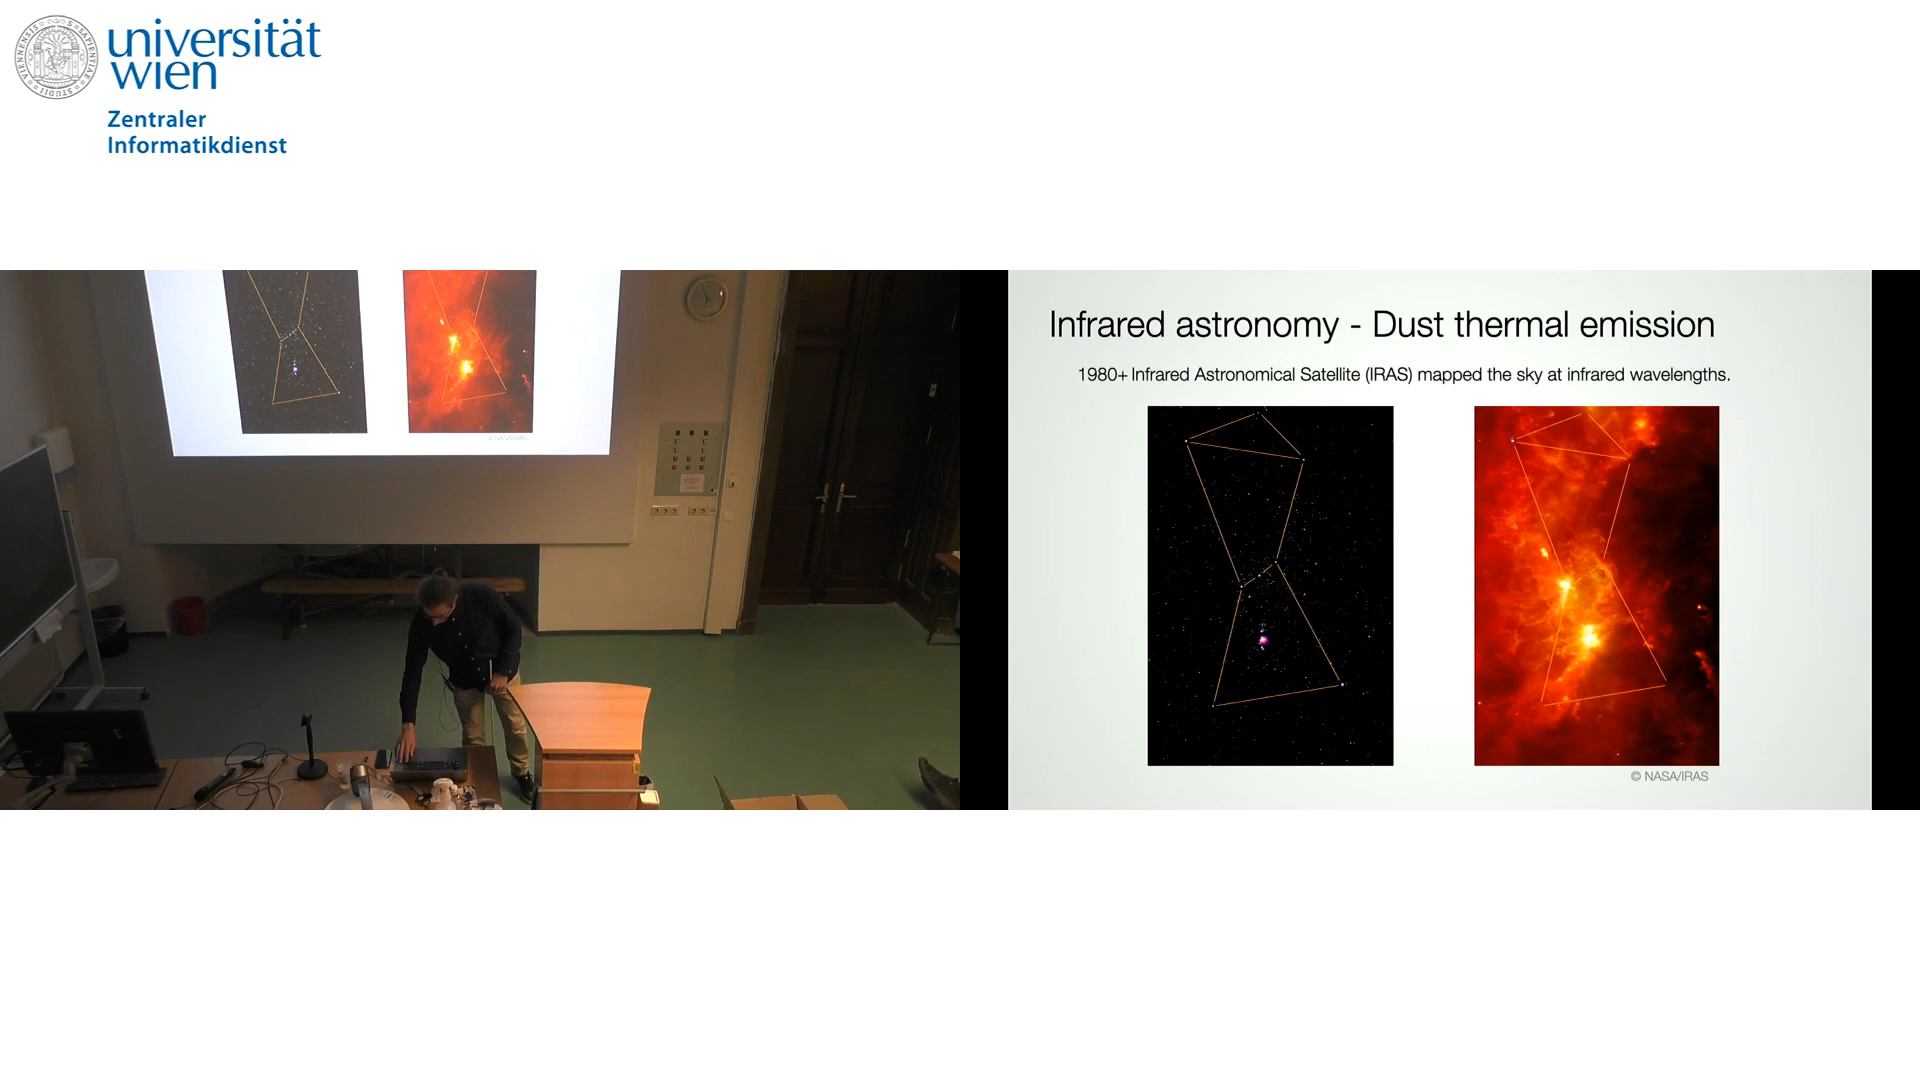 universität
wien
Zentraler
Informatikdienst
Infrared astronomy - Dust thermal emission
1980+ Infrared Astronomical Satellite (IRAS) mapped the sky at infrared wavelengths.
© NASA/IRAS